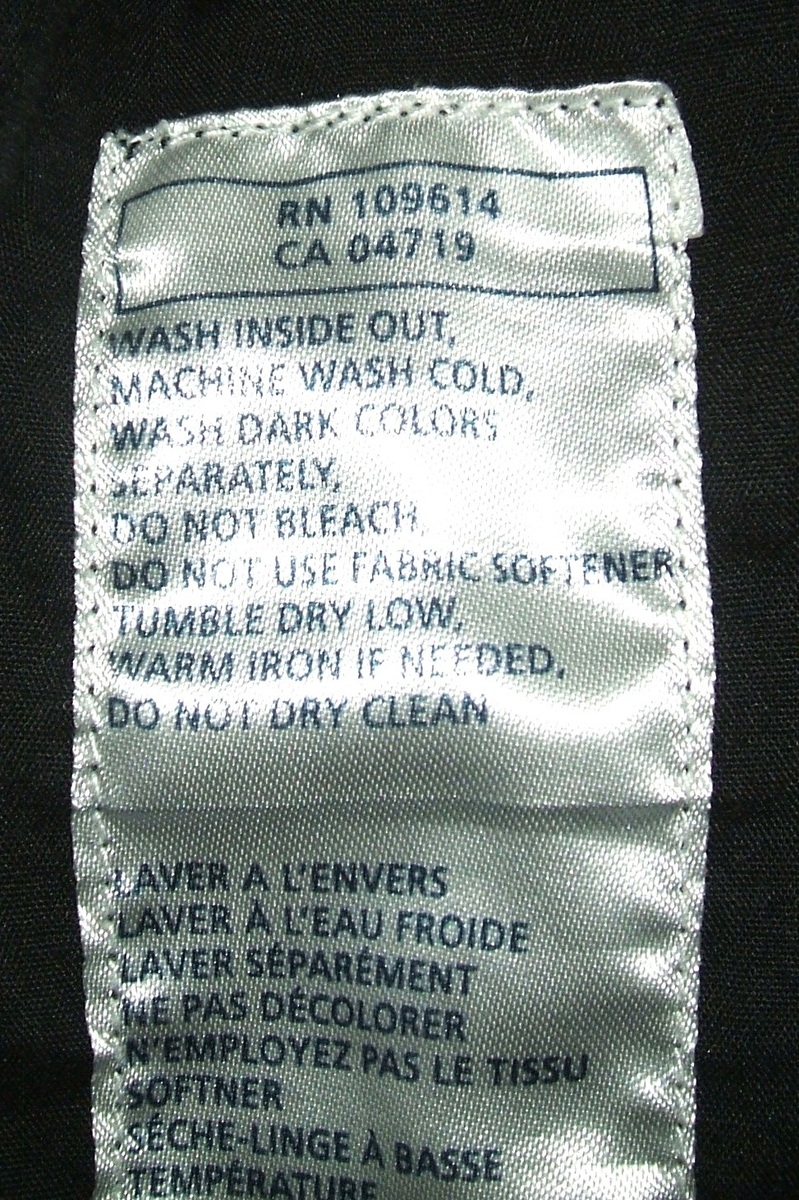 RN 109614
CA 04719
WASH INSIDE OUT,
MACHINE WASH COLD,
WASH DARK COLORS
SEPARATELY,
DO NOT BLEACH,
DO NOT USE FABRIC SOFTENER
TUMBLE DRY LOW,
WARM IRON IF NEEDED,
DO NOT DRY CLEAN
LAVER A L'ENVERS
LAVER À L'EAU FROIDE
LAVER SÉPARÉMENT
NE PAS DÉCOLORER
N'EMPLOYEZ PAS LE TISSU
SOFTNER
SÉCHE-LINGE À BASSE
TEMPÉRATURE